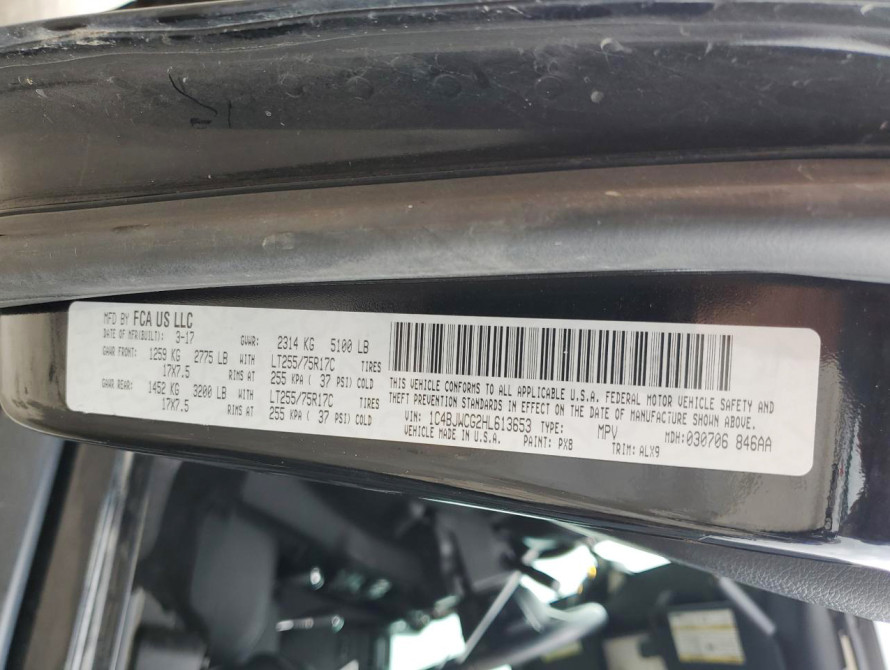 MFD BY FCA US LLC
DATE OF MFR(BUILT): 3-17 GVWR: 2314 KG 5100 LB
GAWR FRONT: 1259 KG 2775 LB WITH LT255/75R17C TIRES
17X7.5 RIMS AT 255 KPA ( 37 PSI) COLD
GAWR REAR: 1452 KG 3200 LB WITH LT255/75R17C TIRES
17X7.5 RIMS AT 255 KPA ( 37 PSI) COLD
THIS VEHICLE CONFORMS TO ALL APPLICABLE U.S.A. FEDERAL MOTOR VEHICLE SAFETY AND
THEFT PREVENTION STANDARDS IN EFFECT ON THE DATE OF MANUFACTURE SHOWN ABOVE.
VIN: 1C4BJWCG2HL613653 TYPE: MPV MDH:030706 846AA
VEHICLE MADE IN U.S.A. PAINT: PX8 TRIM: ALX9